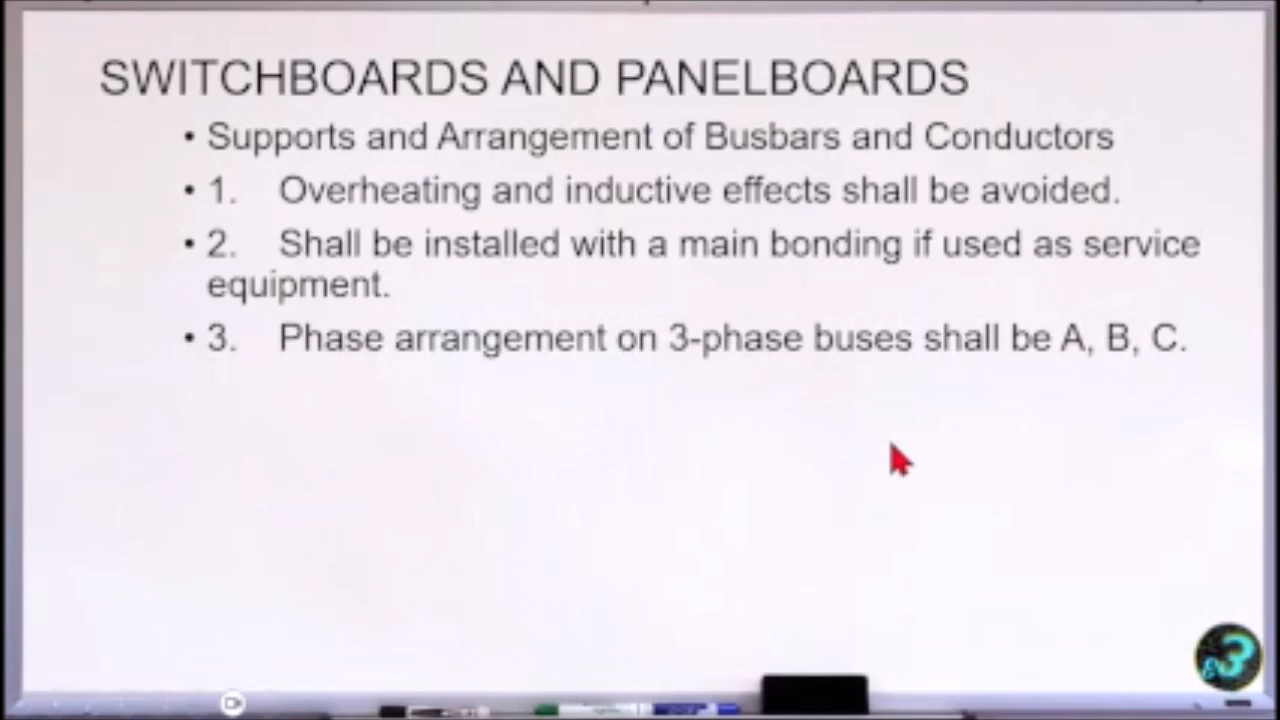 SWITCHBOARDS AND PANELBOARDS
• Supports and Arrangement of Busbars and Conductors
• 1. Overheating and inductive effects shall be avoided.
• 2. Shall be installed with a main bonding if used as service
equipment.
• 3. Phase arrangement on 3-phase buses shall be A, B, C.